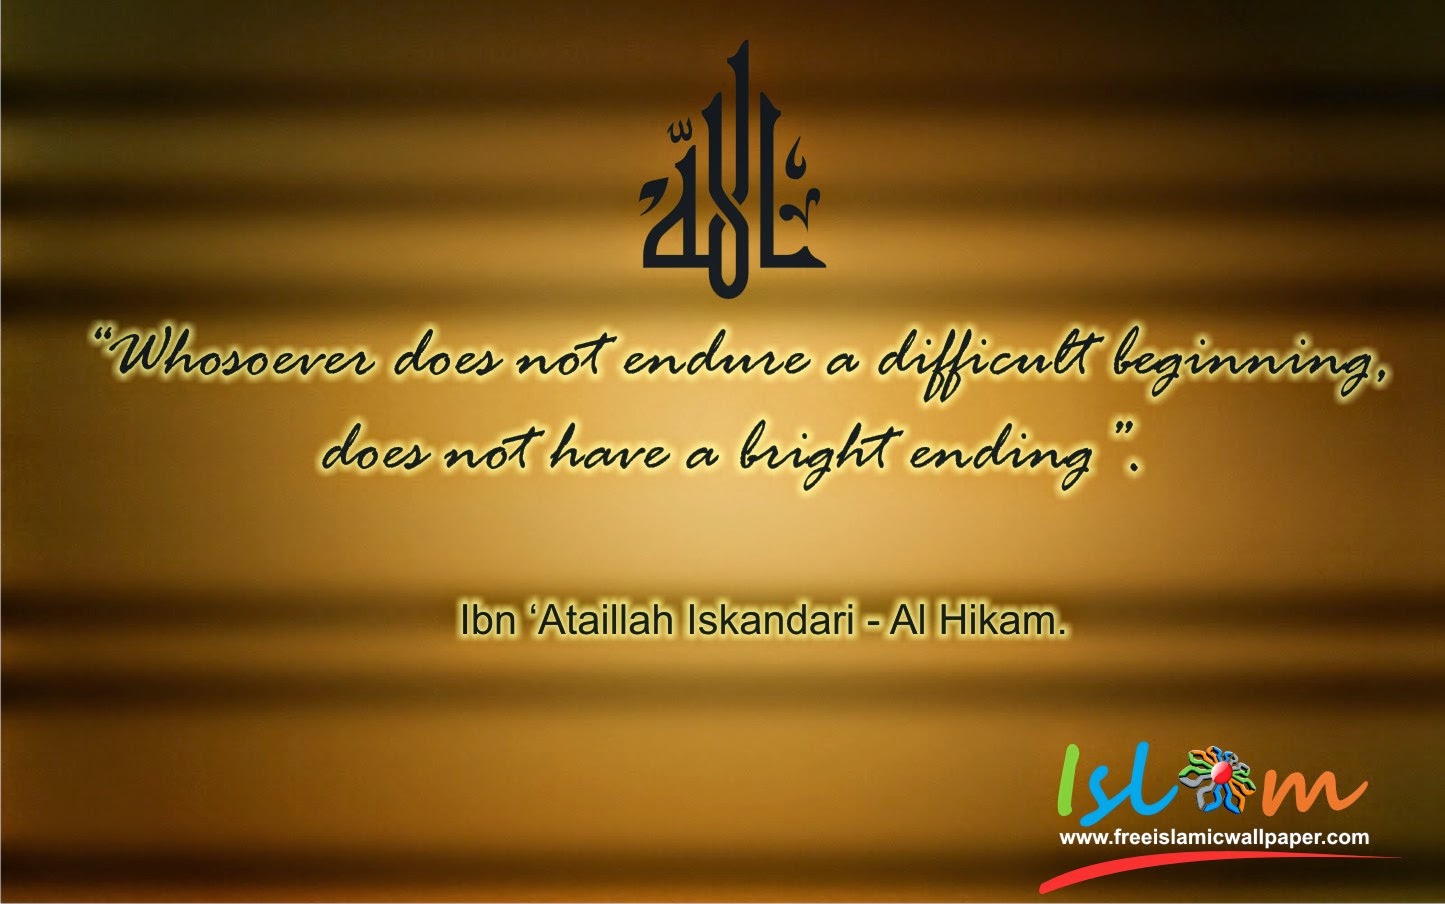 الله
“Whosoever does not endure a difficult beginning,
does not have a bright ending”.
Ibn ‘Ataillah Iskandari - Al Hikam.
Islam
www.freeislamicwallpaper.com